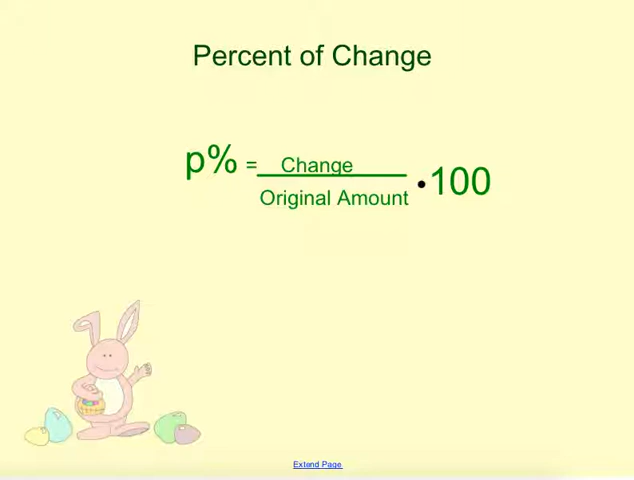 Percent of Change
p% = Change
Original Amount
•100
Extend Page